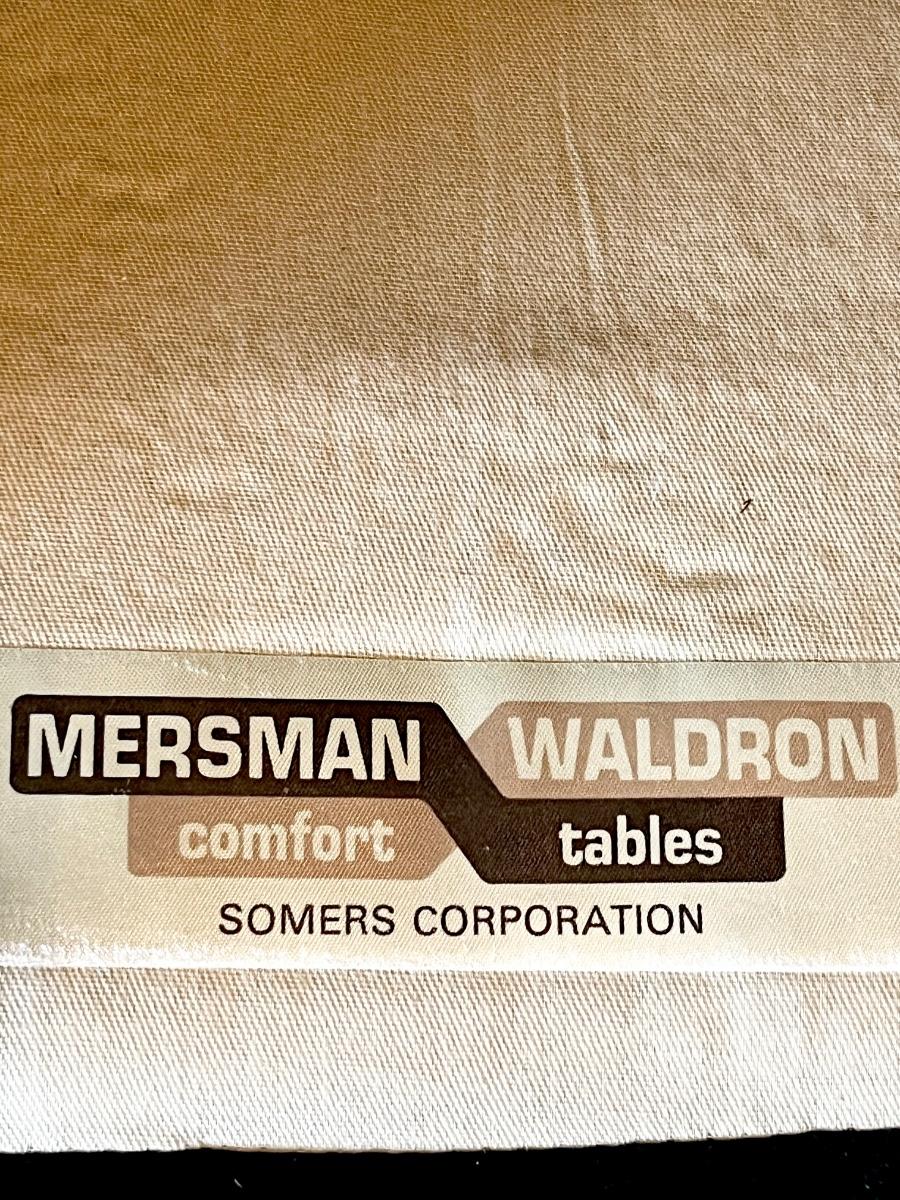 MERSMAN WALDRON
comfort tables
SOMERS CORPORATION